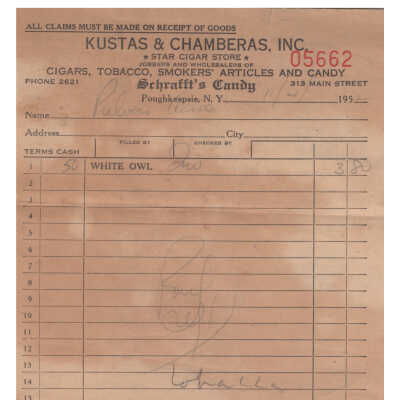 ALL CLAIMS MUST BE MADE ON RECEIPT OF GOODS
KUSTAS & CHAMBERAS, INC.
★ STAR CIGAR STORE ★
05662
JOBBERS AND WHOLESALERS OF
CIGARS, TOBACCO, SMOKERS' ARTICLES AND CANDY
PHONE 2621 Schrafft's Candy 313 MAIN STREET
Poughkeepsie, N. Y. 195
Name
Address City
FILLED BY CHECKED BY
TERMS CASH
1 50 WHITE OWL 3 80
2
3
4
5
6
7
8
9
10
11
12
13
14